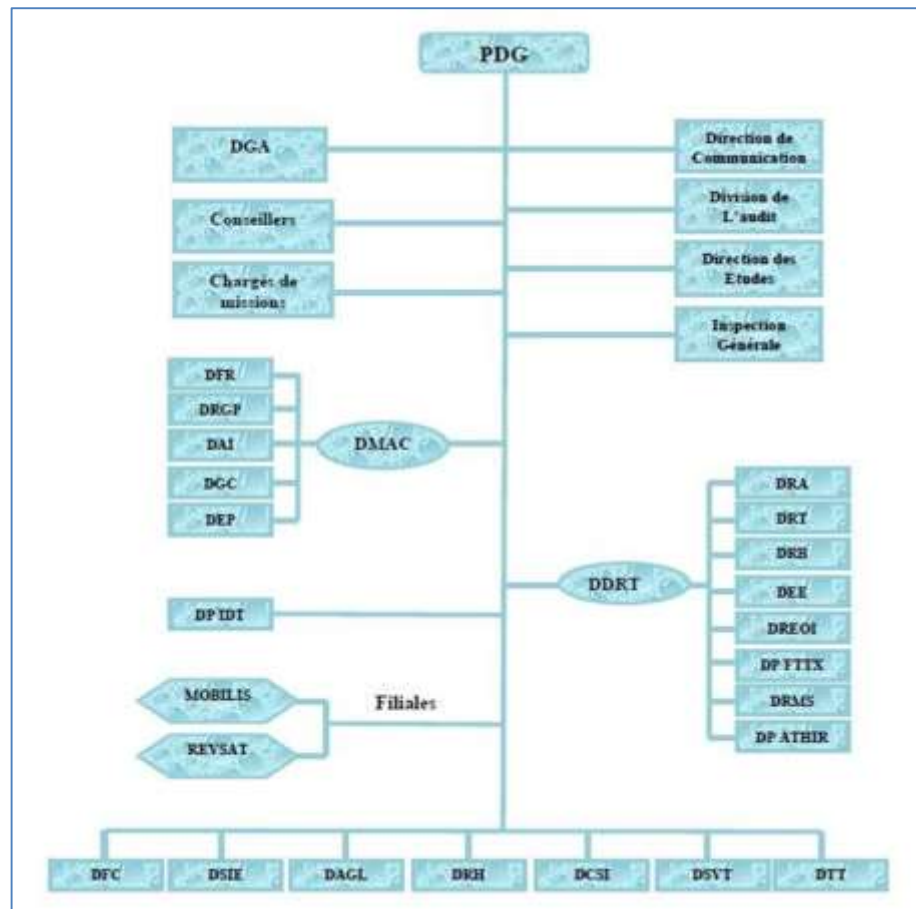 PDG
DGA
Direction de
Communication
Conseillers
Division de
L'audit
Chargés de
missions
Direction des
Etudes
Inspection
Générale
DFR
DRGP
DAI
DGC
DEP
DMAC
DDRT
DRA
DRT
DRH
DEE
DREOI
DP FTTX
DRMS
DP ATHIR
DP IDT
Filiales
MOBILIS
REVSAT
DFC
DSIE
DAGL
DRH
DCSI
DSVT
DTT